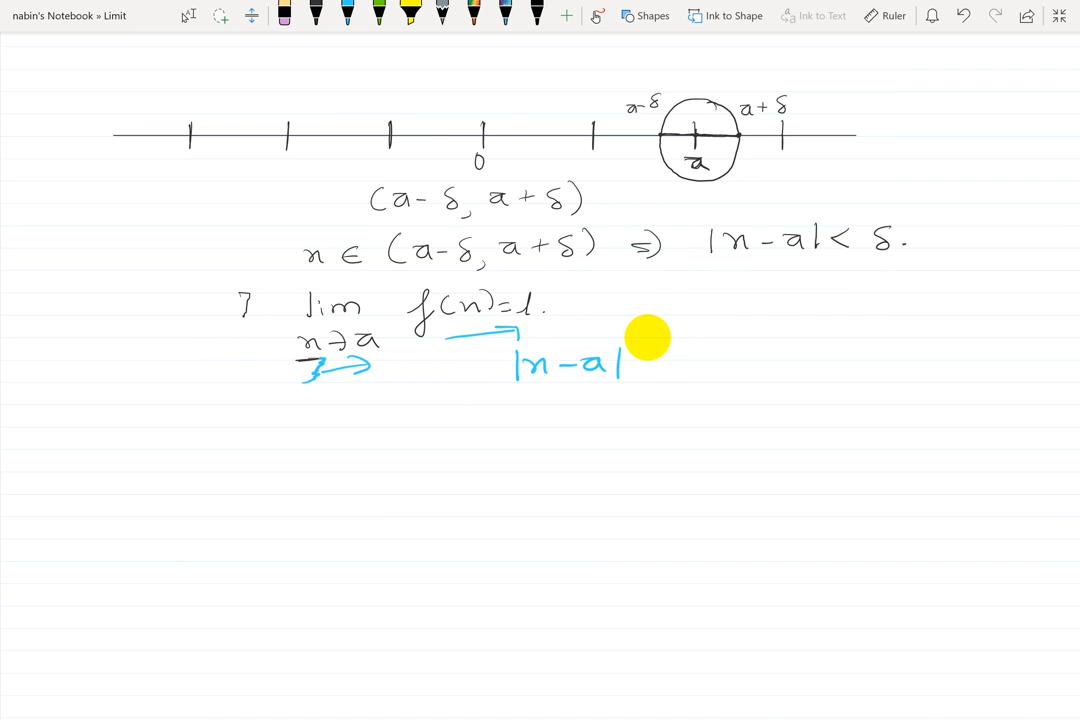 nabin's Notebook » Limit
Shapes Ink to Shape Ink to Text Ruler
a-δ a+δ
0 a
(a-δ, a+δ)
n ∈ (a-δ, a+δ) ⇒ |n-a| < δ.
lim f(n)=l.
n→a
|n-a|